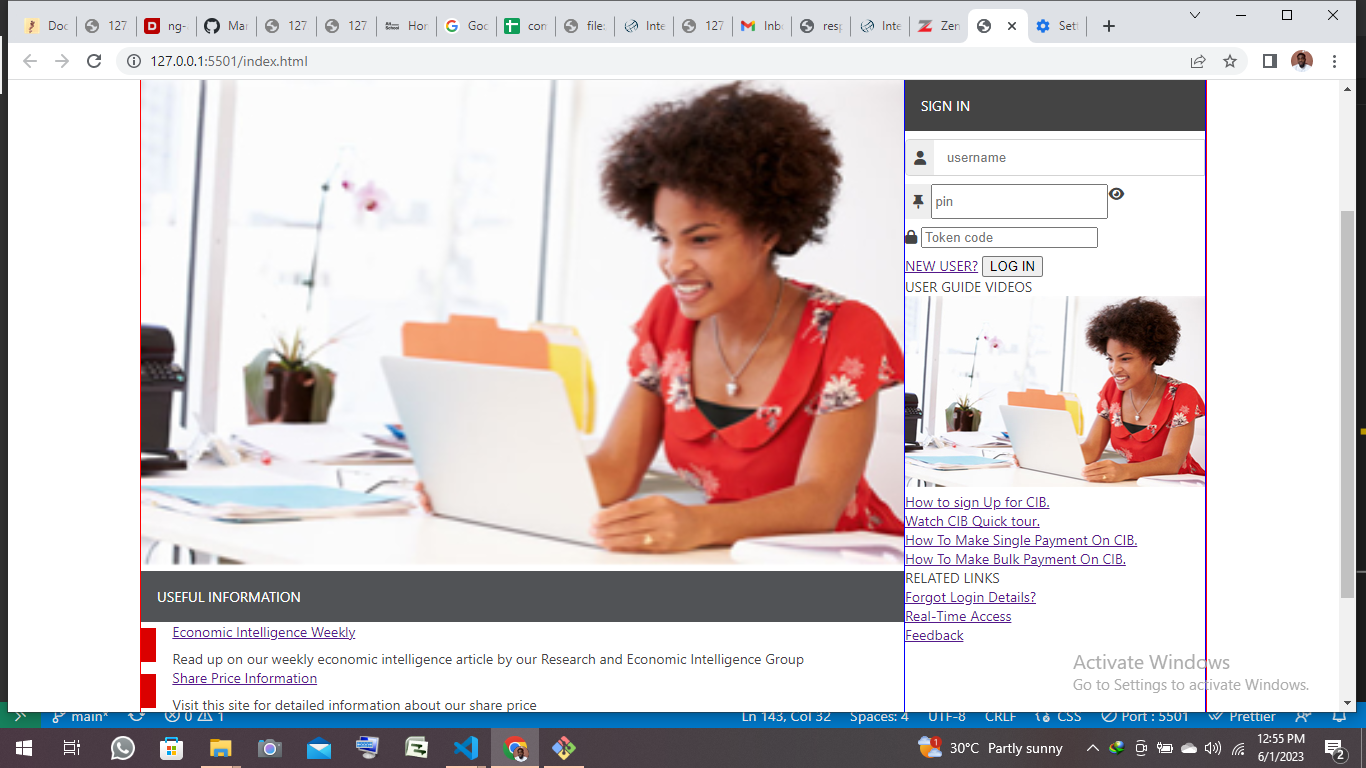 Doc
127
ng-
Mar
127
127
Hor
Goo
con
file:
Inte
127
Inb
resp
Inte
Zen
Sett
127.0.0.1:5501/index.html
SIGN IN
username
pin
Token code
NEW USER? LOG IN
USER GUIDE VIDEOS
How to sign Up for CIB.
Watch CIB Quick tour.
How To Make Single Payment On CIB.
How To Make Bulk Payment On CIB.
RELATED LINKS
Forgot Login Details?
Real-Time Access
Feedback
USEFUL INFORMATION
Economic Intelligence Weekly
Read up on our weekly economic intelligence article by our Research and Economic Intelligence Group
Share Price Information
Visit this site for detailed information about our share price
Activate Windows
Go to Settings to activate Windows.
main* 0 1 Ln 143, Col 32 Spaces: 4 UTF-8 CRLF CSS Port : 5501 Prettier
1 30°C Partly sunny 12:55 PM
6/1/2023 2